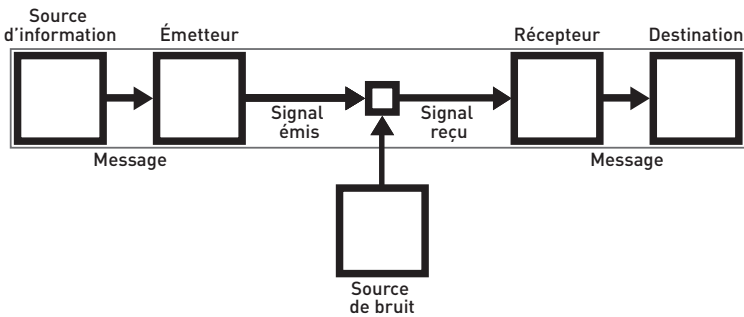 Source
d’information
Émetteur
Récepteur
Destination
Signal
émis
Signal
reçu
Message
Message
Source
de bruit